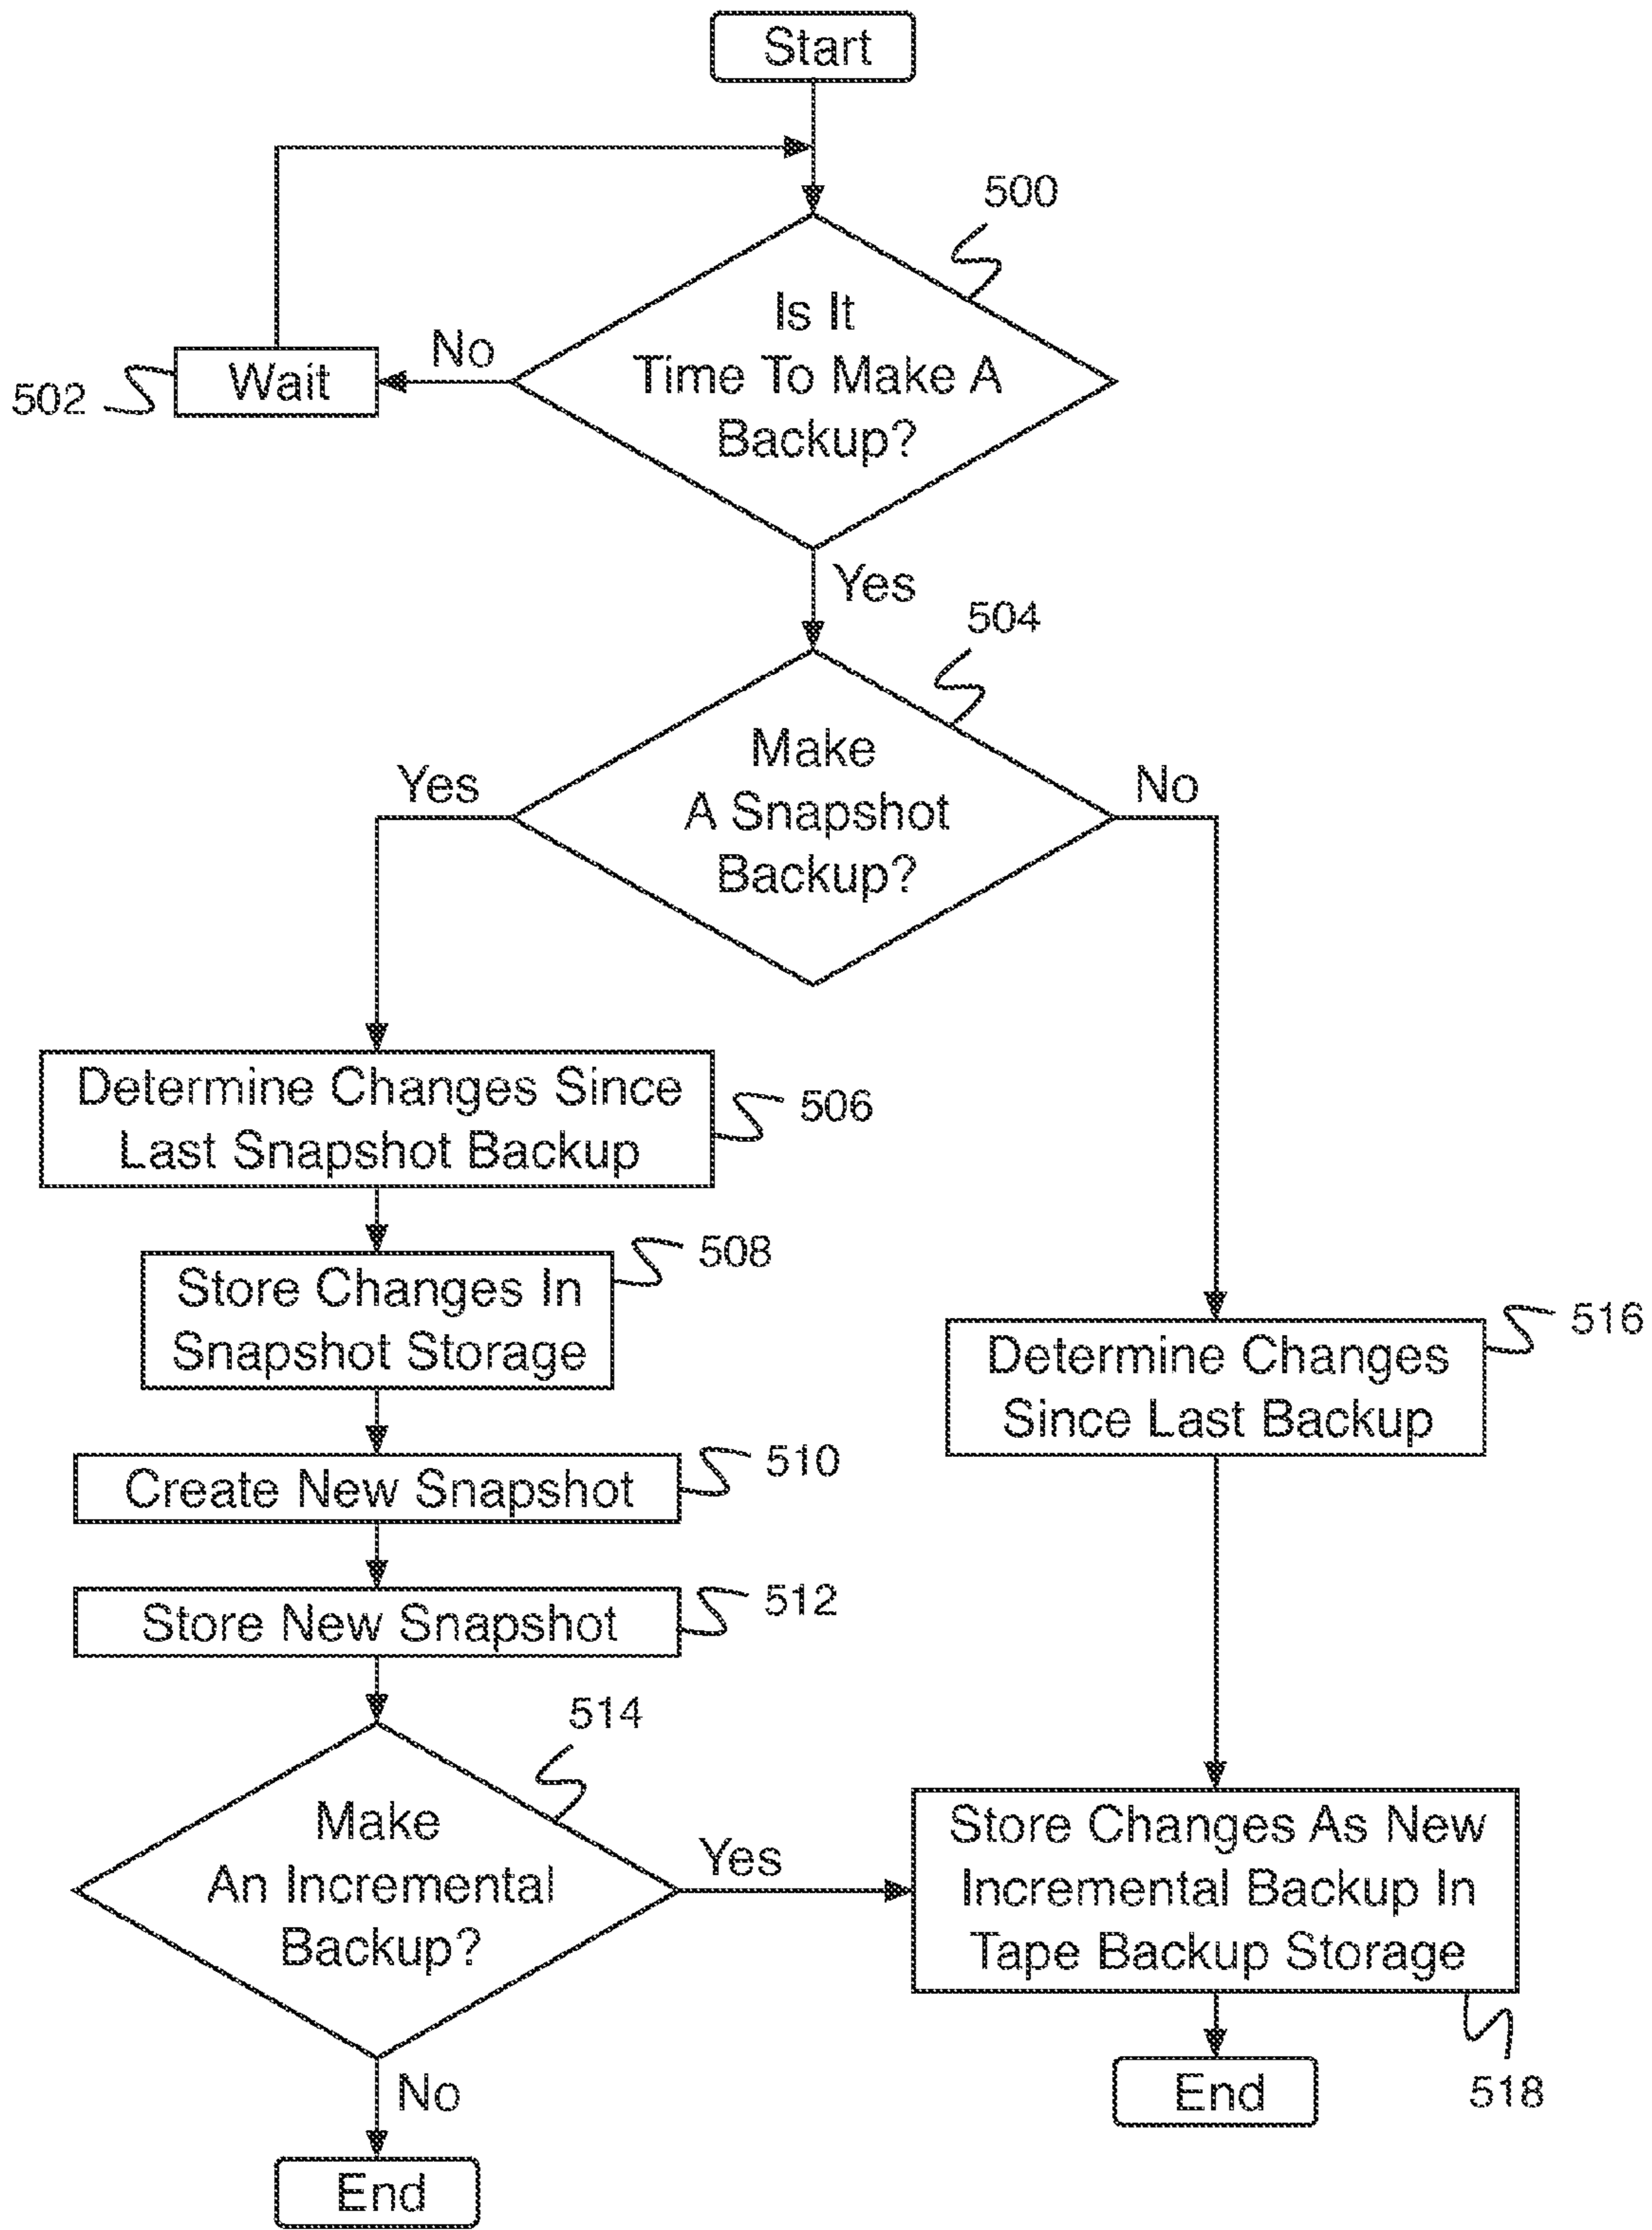 Start
500
Is It
Time To Make A
Backup?
No
Wait
502
Yes
504
Make
A Snapshot
Backup?
Yes
No
Determine Changes Since
Last Snapshot Backup
506
Store Changes In
Snapshot Storage
508
516
Determine Changes
Since Last Backup
Create New Snapshot
510
Store New Snapshot
512
514
Make
An Incremental
Backup?
Yes
Store Changes As New
Incremental Backup In
Tape Backup Storage
518
No
End
End